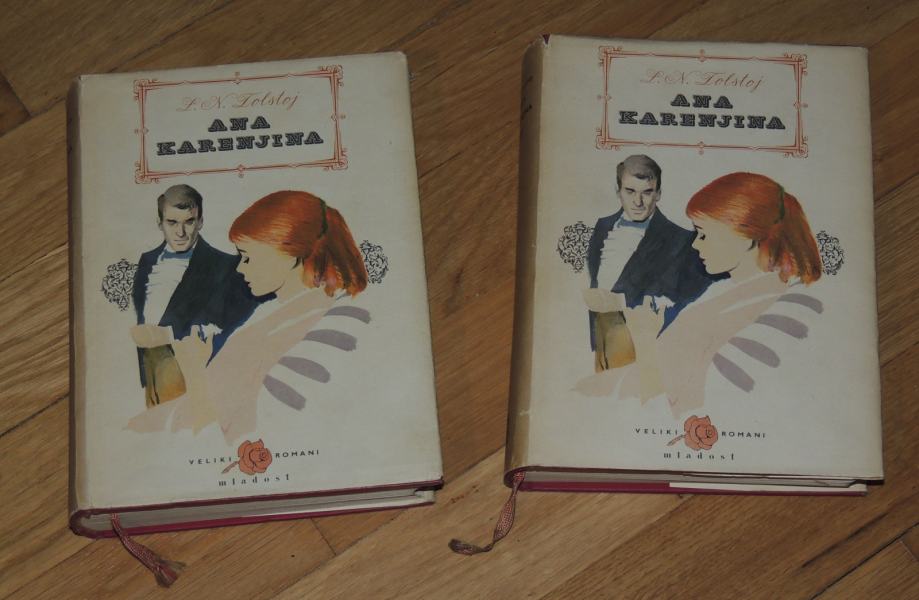 L. N. Tolstoj
ANA
KARENJINA
VELIKI ROMANI
mladost
L. N. Tolstoj
ANA
KARENJINA
VELIKI ROMANI
mladost